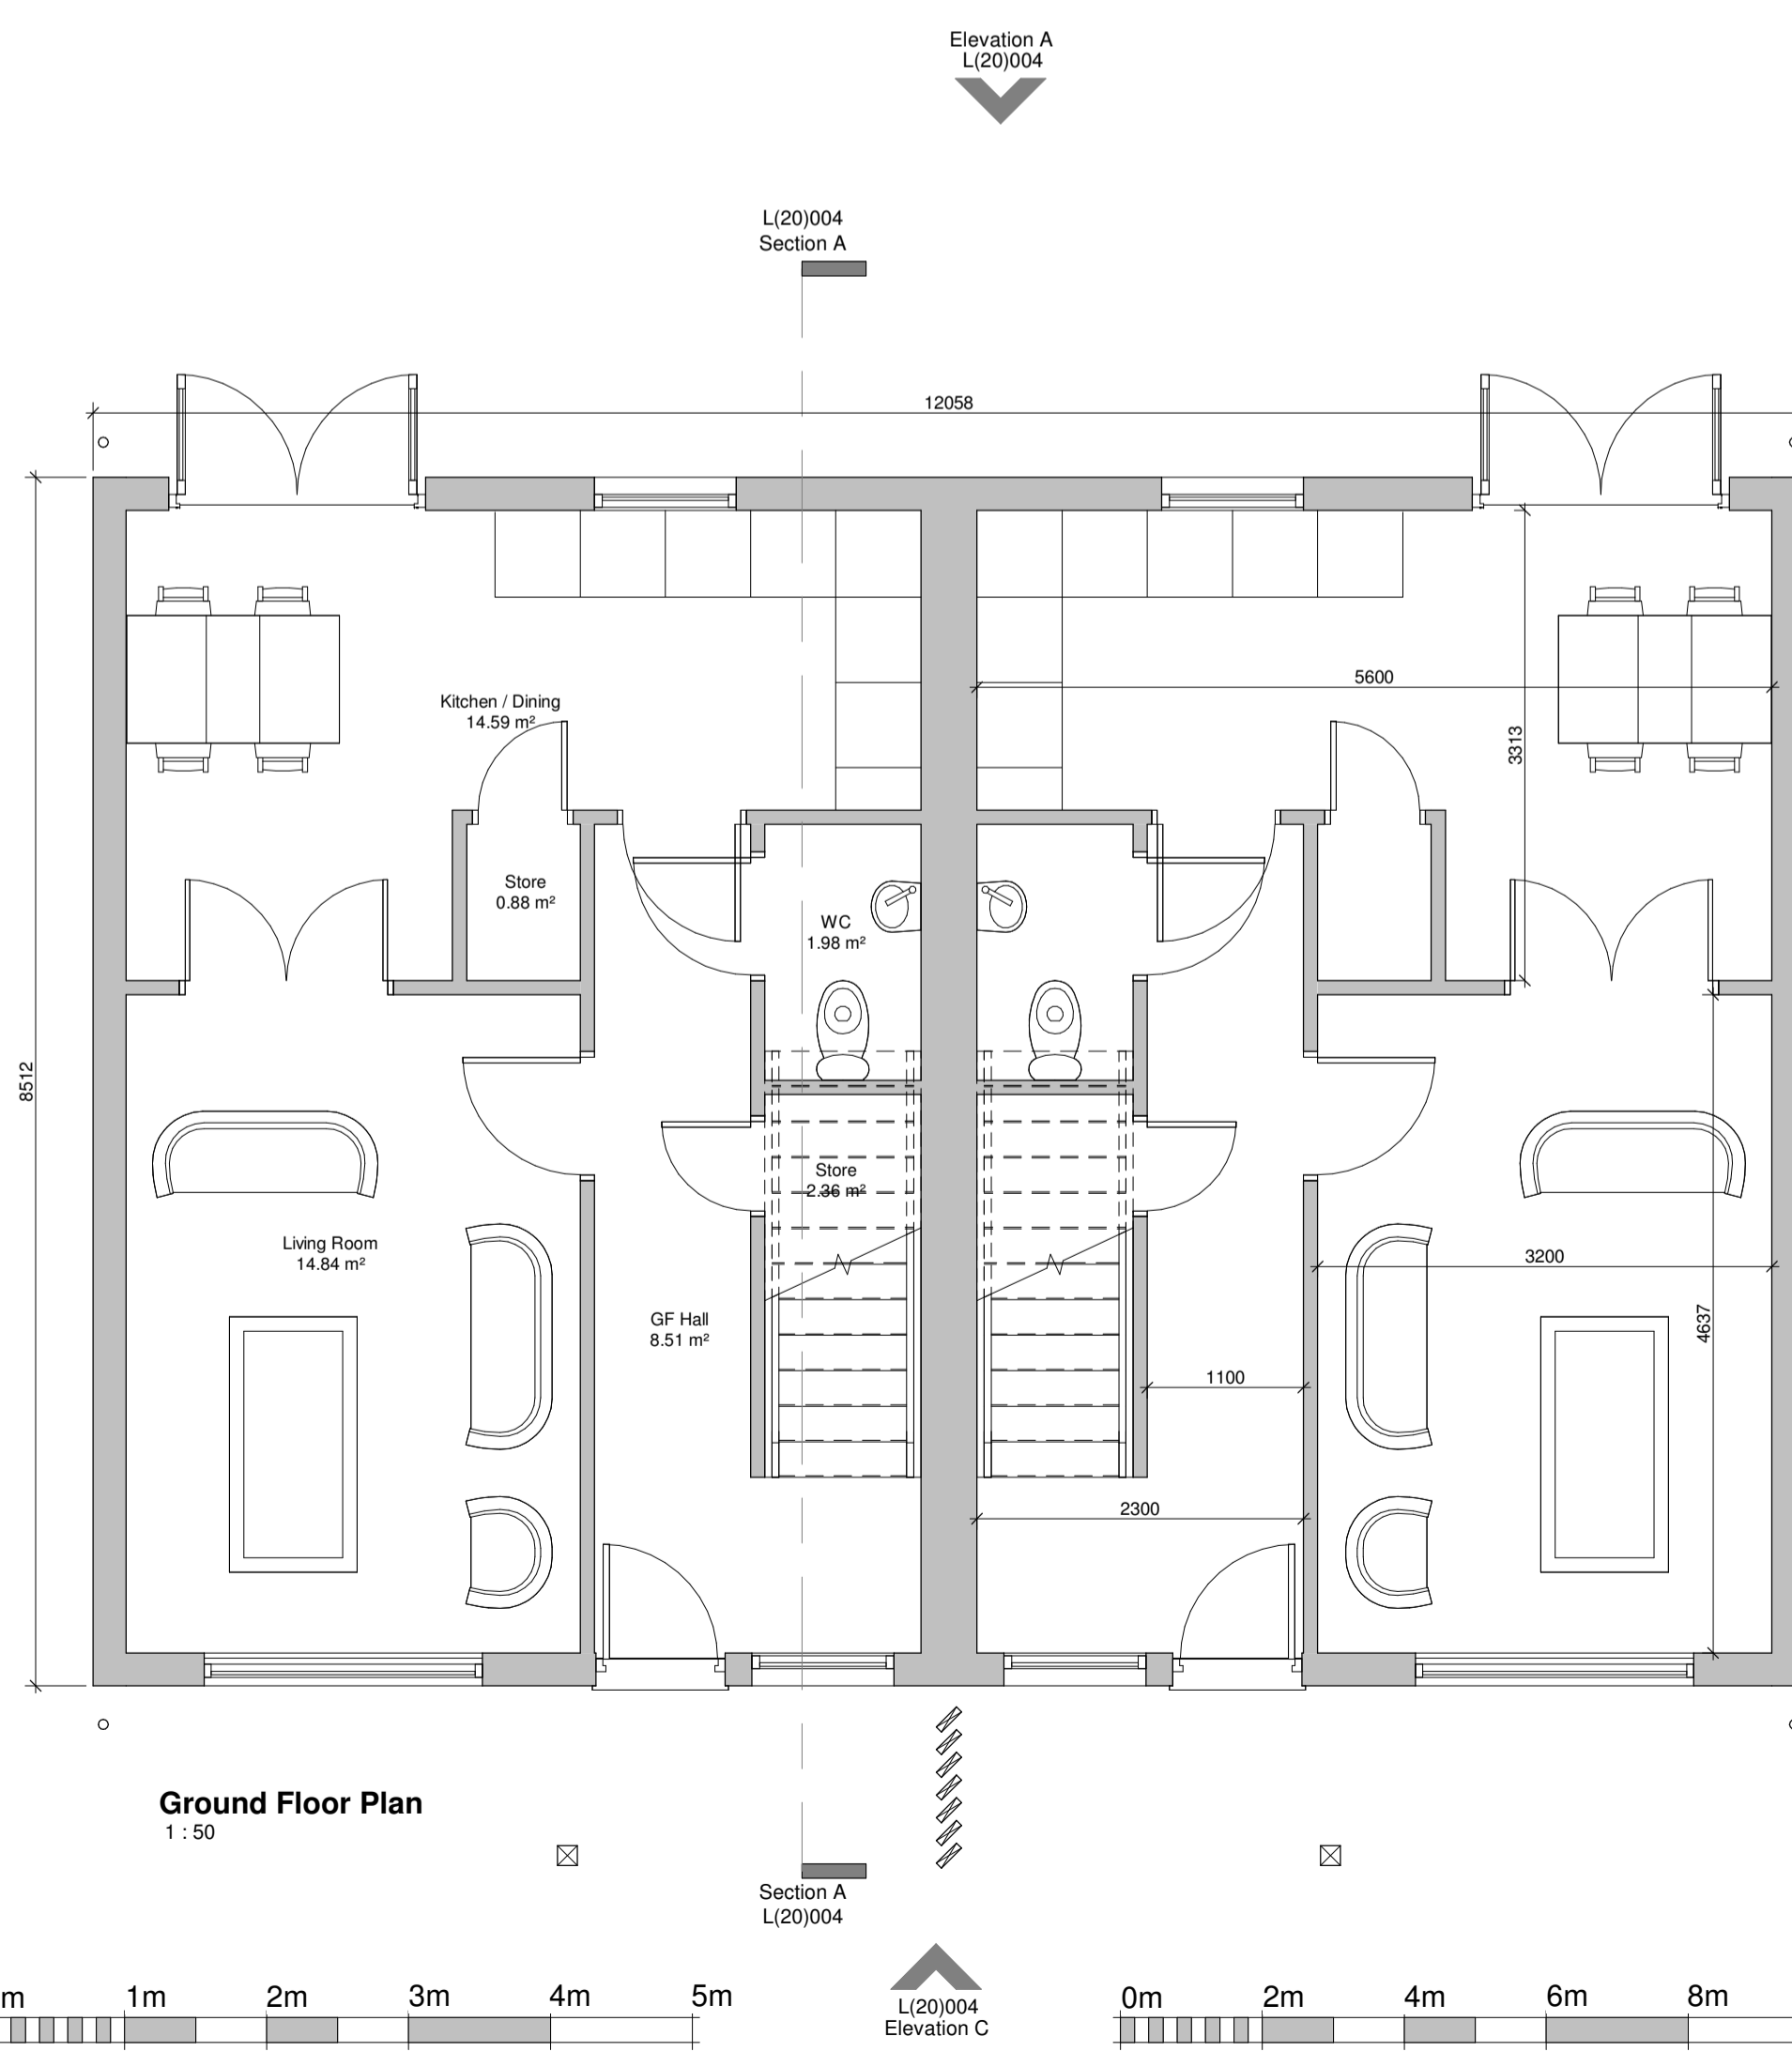 Elevation A
L(20)004
L(20)004
Section A
12058
Kitchen / Dining
14.59 m²
5600
3313
Store
0.88 m²
WC
1.98 m²
8512
Store
2.36 m²
Living Room
14.84 m²
3200
GF Hall
8.51 m²
4637
1100
2300
Ground Floor Plan
1 : 50
Section A
L(20)004
m
1m
2m
3m
4m
5m
L(20)004
Elevation C
0m
2m
4m
6m
8m